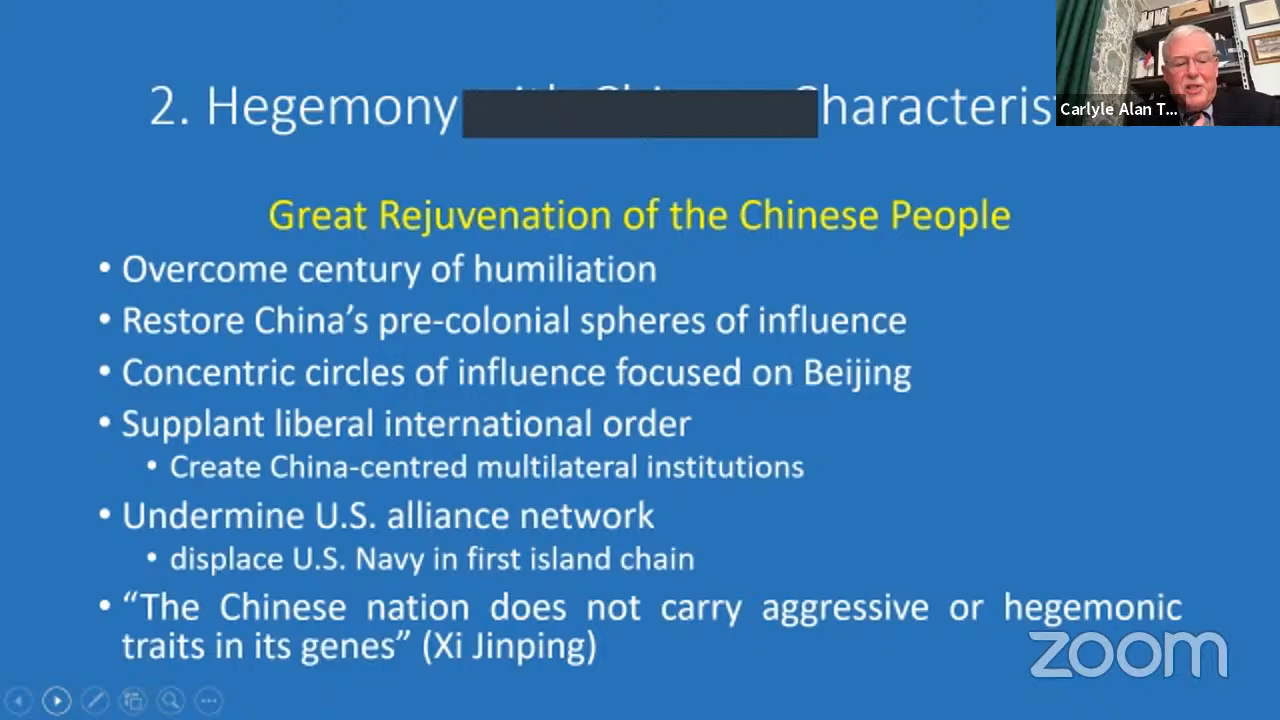 2. Hegemony with Chinese Characteris
Carlyle Alan T...
Great Rejuvenation of the Chinese People
• Overcome century of humiliation
• Restore China’s pre-colonial spheres of influence
• Concentric circles of influence focused on Beijing
• Supplant liberal international order
• Create China-centred multilateral institutions
• Undermine U.S. alliance network
• displace U.S. Navy in first island chain
• “The Chinese nation does not carry aggressive or hegemonic
traits in its genes” (Xi Jinping)
zoom